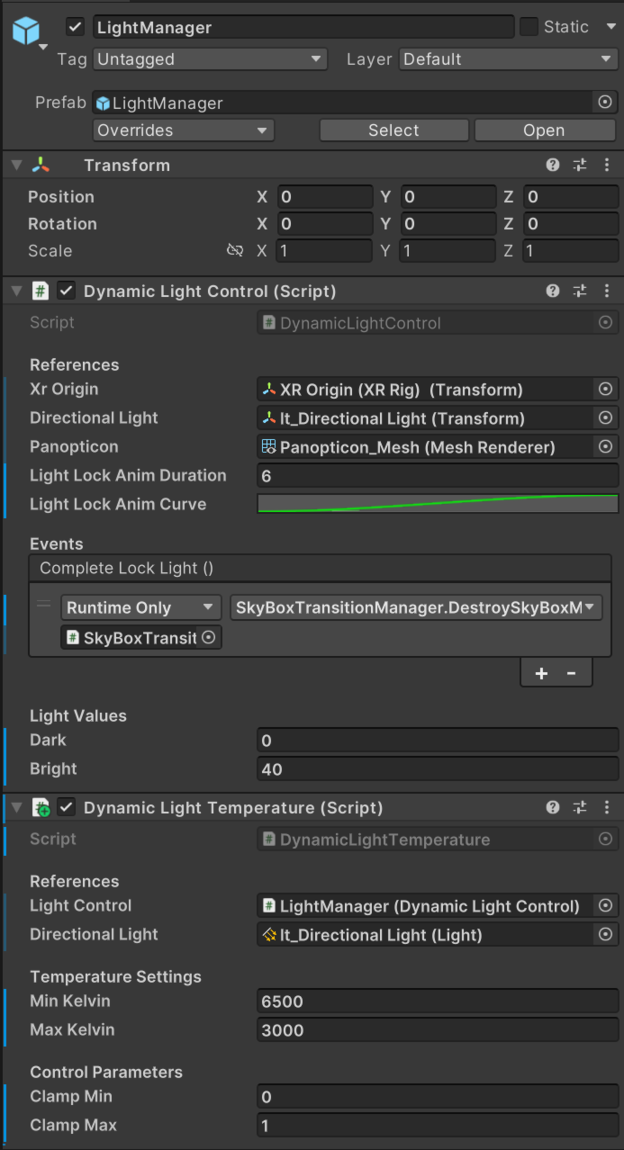 LightManager Static
Tag Untagged Layer Default
Prefab LightManager
Overrides Select Open
Transform
Position X 0 Y 0 Z 0
Rotation X 0 Y 0 Z 0
Scale X 1 Y 1 Z 1
# Dynamic Light Control (Script)
Script # DynamicLightControl
References
Xr Origin XR Origin (XR Rig) (Transform)
Directional Light lt_Directional Light (Transform)
Panopticon Panopticon_Mesh (Mesh Renderer)
Light Lock Anim Duration 6
Light Lock Anim Curve
Events
Complete Lock Light ()
Runtime Only SkyBoxTransitionManager.DestroySkyBoxM
# SkyBoxTransit
+ -
Light Values
Dark 0
Bright 40
# Dynamic Light Temperature (Script)
Script # DynamicLightTemperature
References
Light Control # LightManager (Dynamic Light Control)
Directional Light lt_Directional Light (Light)
Temperature Settings
Min Kelvin 6500
Max Kelvin 3000
Control Parameters
Clamp Min 0
Clamp Max 1